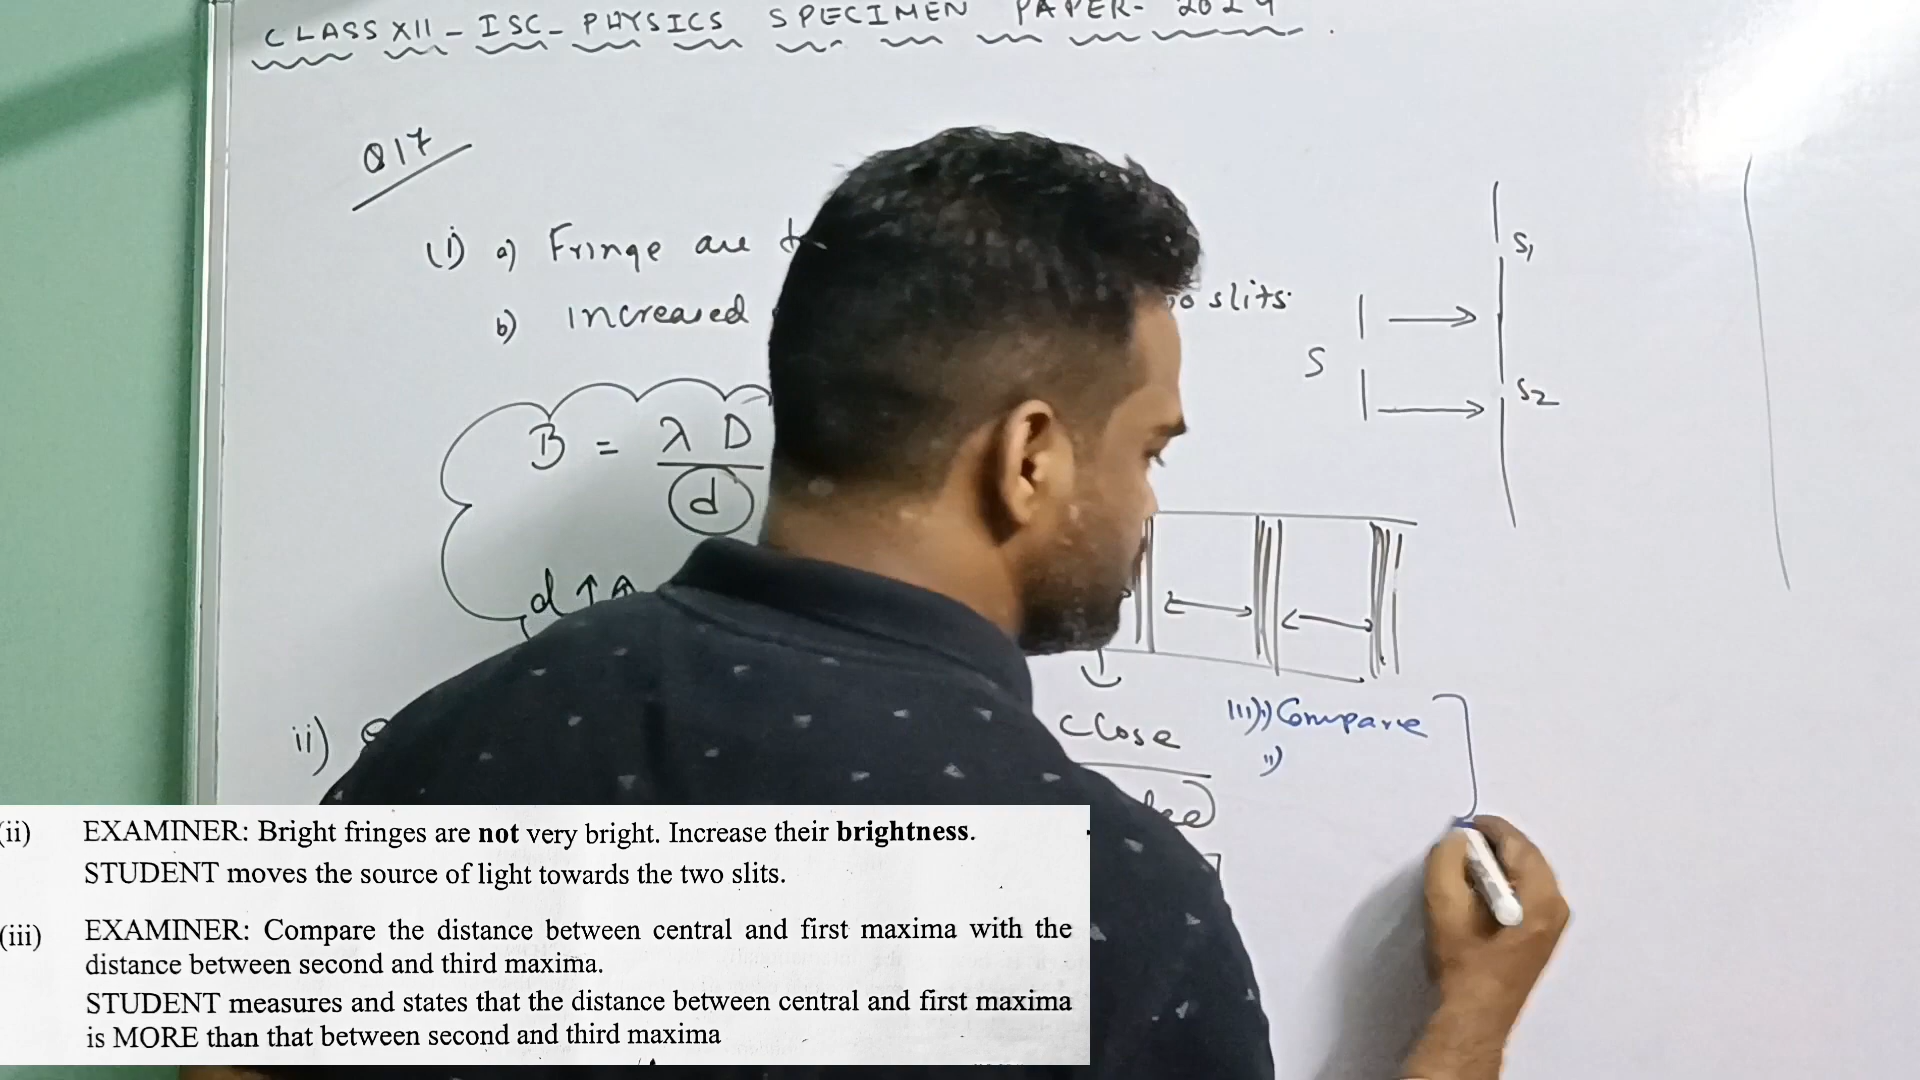 CLASS XII - ISC - PHYSICS SPECIMEN PAPER - 2024
Q17
(i) a) Fringe are
b) increased
slits
S1
S
S2
B = λ D
d
d ↑
ii)
Close
III) i) Compare
ii)
(ii) EXAMINER: Bright fringes are not very bright. Increase their brightness.
STUDENT moves the source of light towards the two slits.
(iii) EXAMINER: Compare the distance between central and first maxima with the
distance between second and third maxima.
STUDENT measures and states that the distance between central and first maxima
is MORE than that between second and third maxima